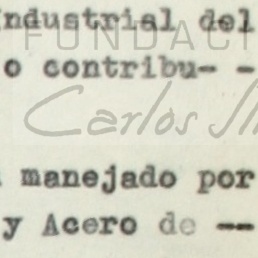 ndustrial del
FUNDACI
o contribu- -
Carlos Sl
manejado por
y Acero de --